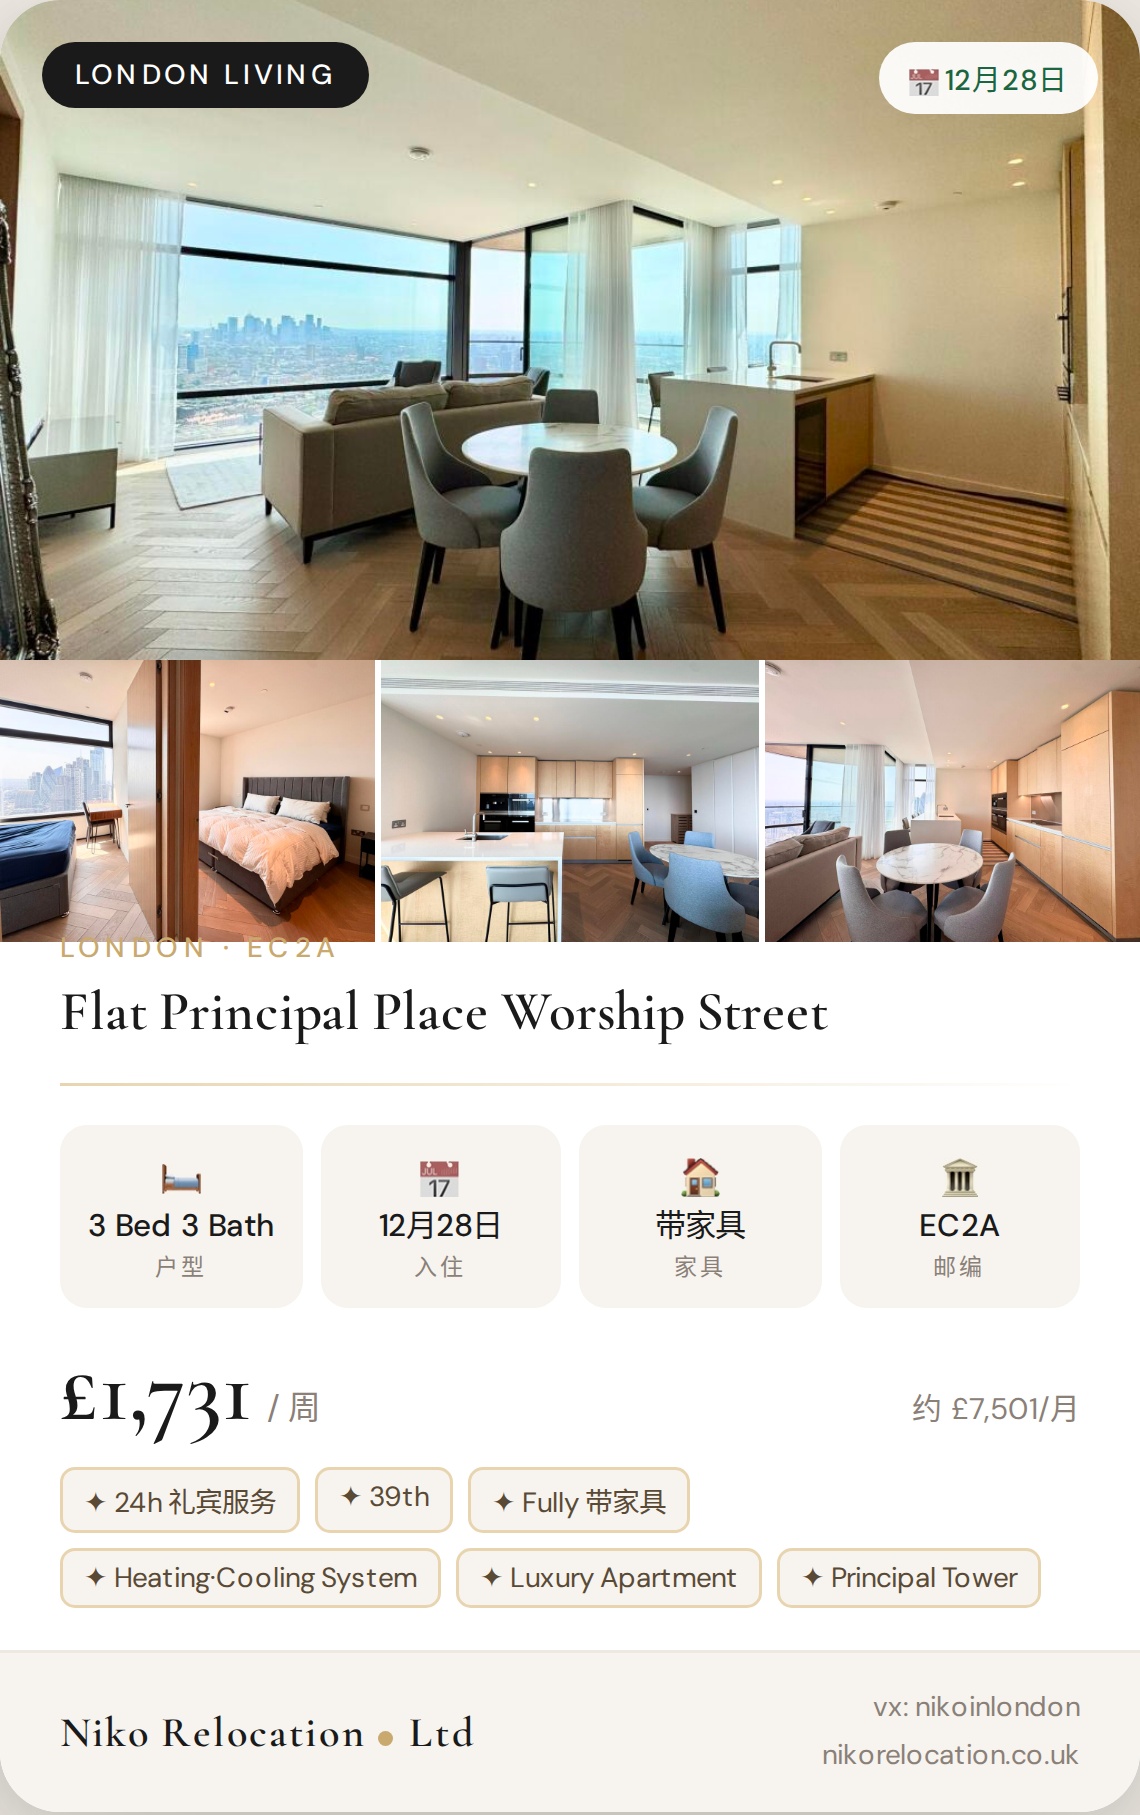 LONDON LIVING
12月28日
LONDON · EC2A
Flat Principal Place Worship Street
3 Bed 3 Bath
户型
12月28日
入住
带家具
家具
EC2A
邮编
£1,731 / 周
约 £7,501/月
✦ 24h 礼宾服务
✦ 39th
✦ Fully 带家具
✦ Heating·Cooling System
✦ Luxury Apartment
✦ Principal Tower
Niko Relocation ● Ltd
vx: nikoinlondon
nikorelocation.co.uk